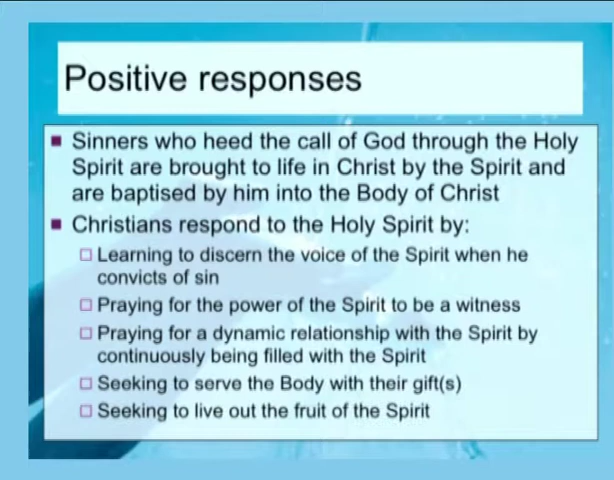 Positive responses
Sinners who heed the call of God through the Holy
Spirit are brought to life in Christ by the Spirit and
are baptised by him into the Body of Christ
Christians respond to the Holy Spirit by:
Learning to discern the voice of the Spirit when he
convicts of sin
Praying for the power of the Spirit to be a witness
Praying for a dynamic relationship with the Spirit by
continuously being filled with the Spirit
Seeking to serve the Body with their gift(s)
Seeking to live out the fruit of the Spirit